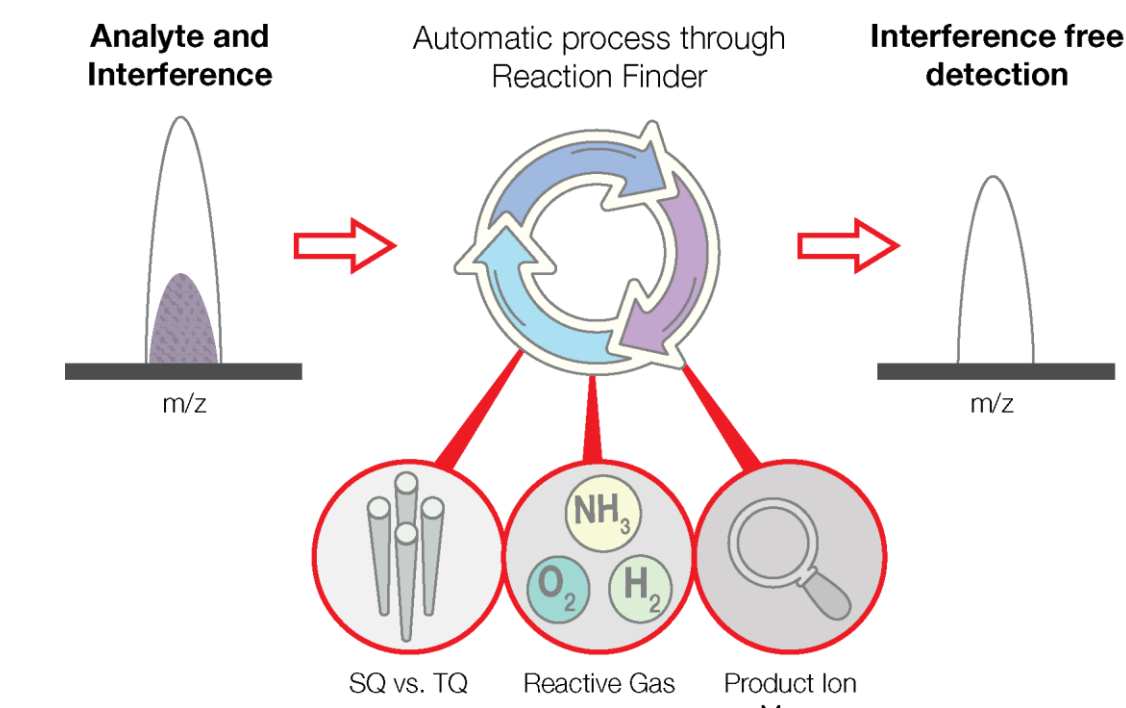 Analyte and
Interference
Automatic process through
Reaction Finder
Interference free
detection
m/z
m/z
NH3
O2
H2
SQ vs. TQ
Reactive Gas
Product Ion